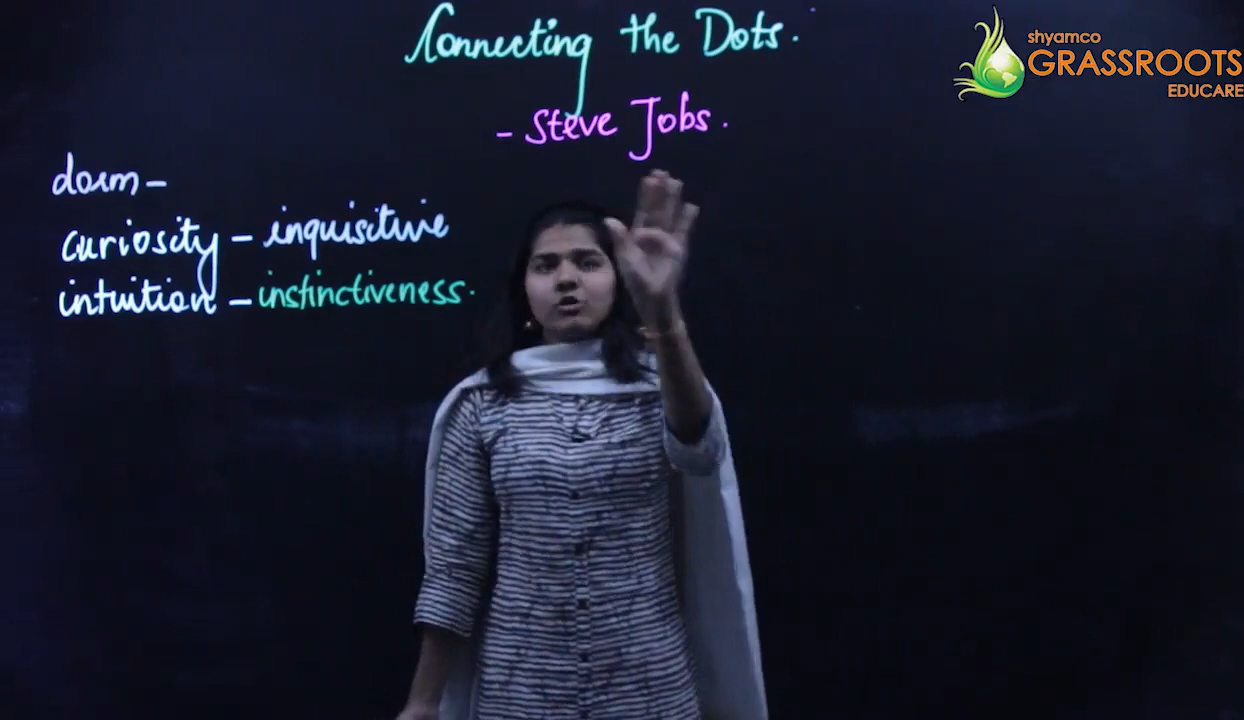 Connecting the Dots.
- Steve Jobs.
shyamco
GRASSROOTS
EDUCARE
dorm -
curiosity - inquisitive
intuition - instinctiveness.